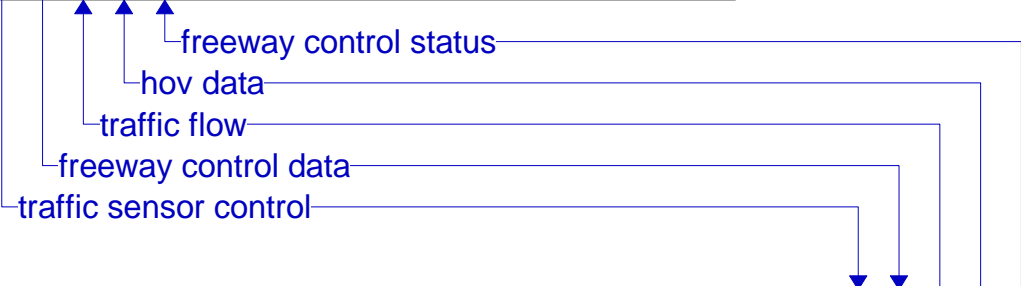 freeway control status
hov data
traffic flow
freeway control data
traffic sensor control